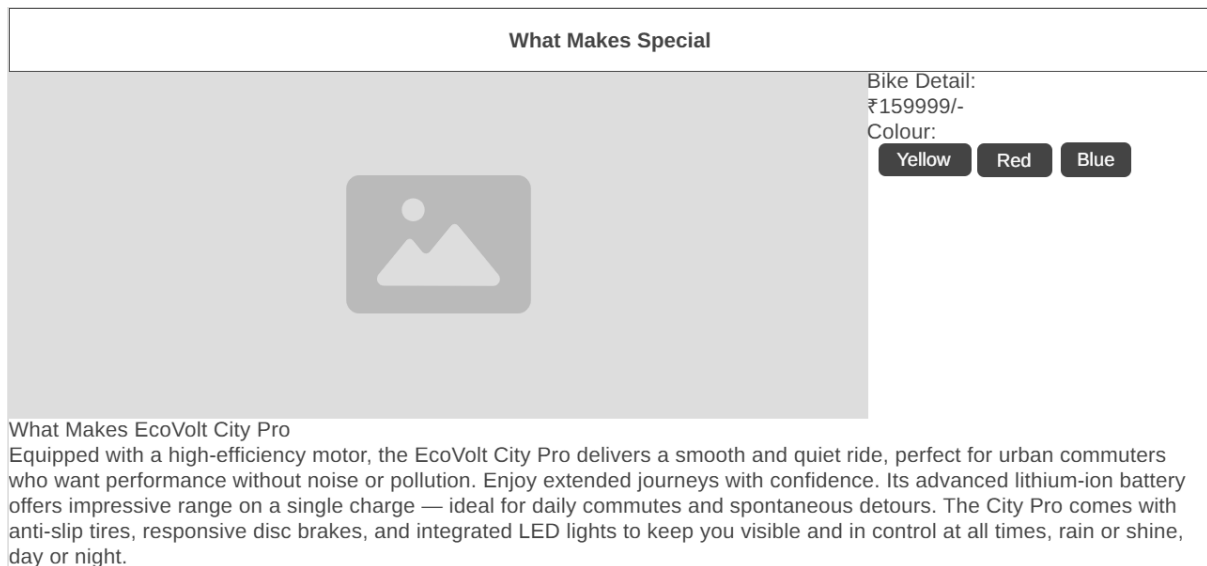 What Makes Special
Bike Detail:
₹159999/-
Colour:
Yellow Red Blue
What Makes EcoVolt City Pro
Equipped with a high-efficiency motor, the EcoVolt City Pro delivers a smooth and quiet ride, perfect for urban commuters
who want performance without noise or pollution. Enjoy extended journeys with confidence. Its advanced lithium-ion battery
offers impressive range on a single charge — ideal for daily commutes and spontaneous detours. The City Pro comes with
anti-slip tires, responsive disc brakes, and integrated LED lights to keep you visible and in control at all times, rain or shine,
day or night.